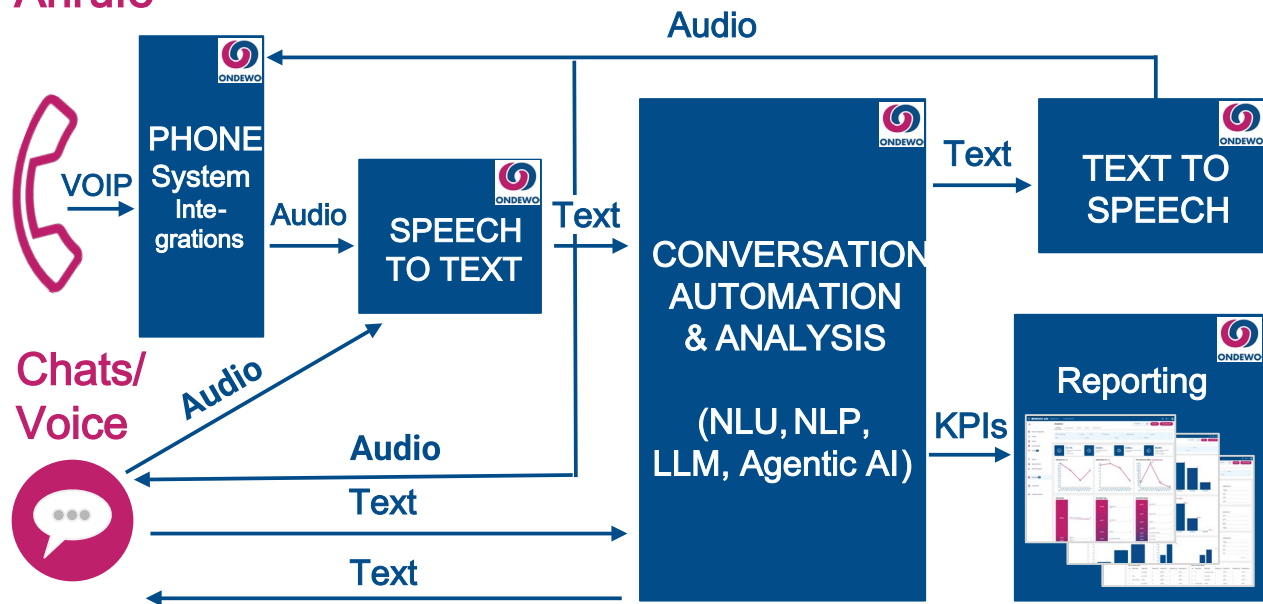 Anrufe
Audio
ONDEWO
PHONE
System
Inte-
grations
VOIP
Audio
ONDEWO
SPEECH
TO TEXT
Text
ONDEWO
CONVERSATION
AUTOMATION
& ANALYSIS
(NLU, NLP,
LLM, Agentic AI)
Text
ONDEWO
TEXT TO
SPEECH
KPIs
ONDEWO
Reporting
Chats/
Voice
Audio
Audio
Text
Text